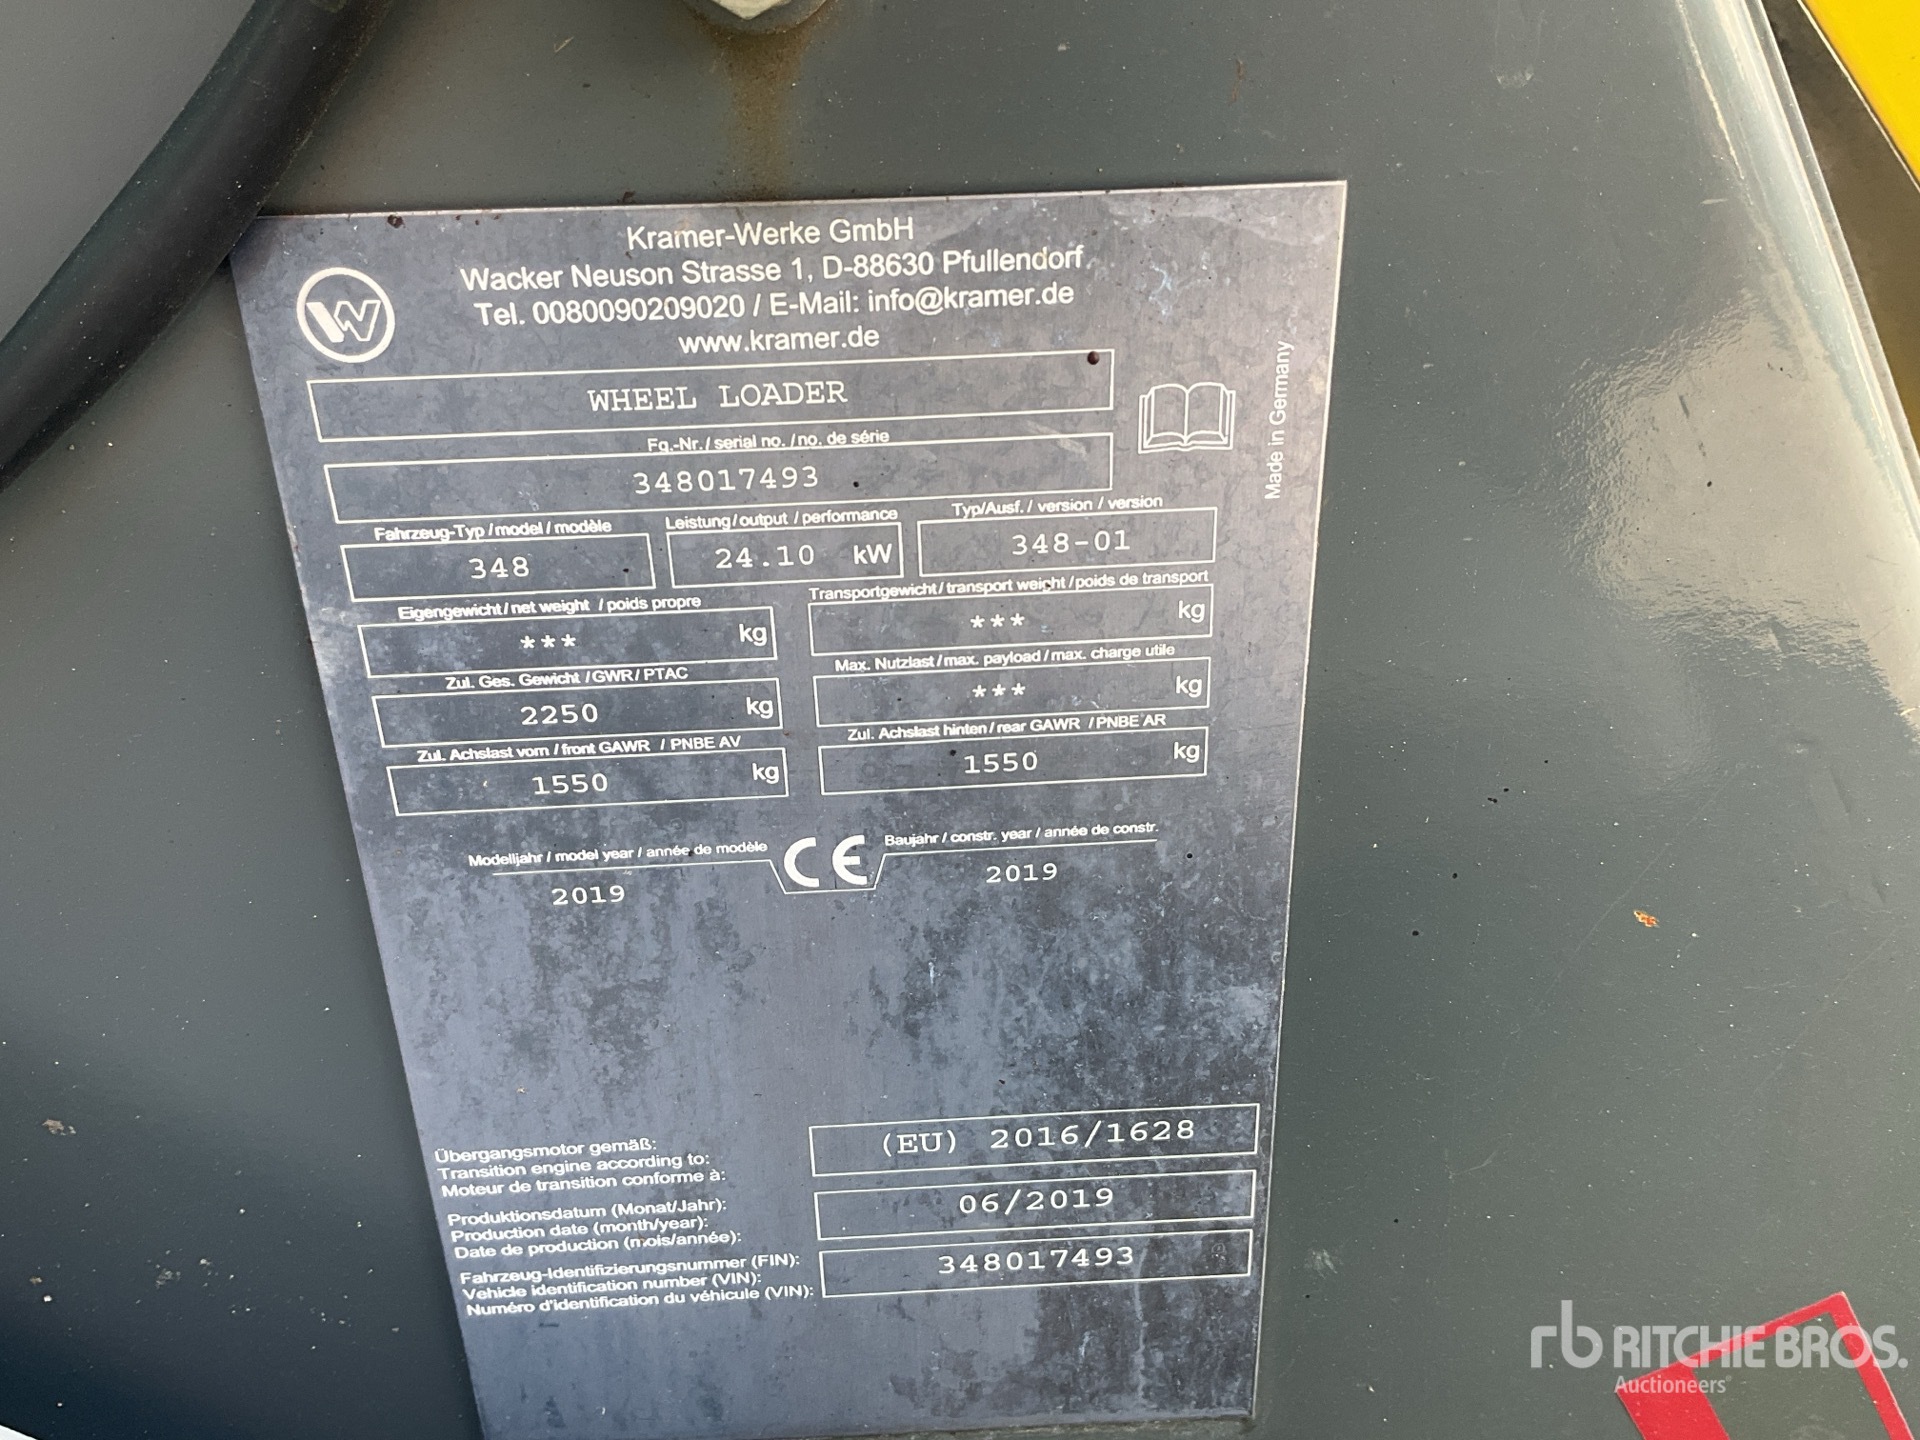 Kramer-Werke GmbH
Wacker Neuson Strasse 1, D-88630 Pfullendorf
Tel. 0080090209020 / E-Mail: info@kramer.de
www.kramer.de
WHEEL LOADER
Made in Germany
Fg.-Nr. / serial no. / no. de série
348017493
Fahrzeug-Typ / model / modèle
348
Leistung / output / performance
24.10 kW
Typ/Ausf. / version / version
348-01
Eigengewicht / net weight / poids propre
*** kg
Transportgewicht / transport weight / poids de transport
*** kg
Zul. Ges. Gewicht / GWR / PTAC
2250 kg
Max. Nutzlast / max. payload / max. charge utile
*** kg
Zul. Achslast vorn / front GAWR / PNBE AV
1550 kg
Zul. Achslast hinten / rear GAWR / PNBE AR
1550 kg
Modelljahr / model year / année de modèle
2019
CE
Baujahr / constr. year / année de constr.
2019
Übergangsmotor gemäß:
Transition engine according to:
Moteur de transition conforme à:
(EU) 2016/1628
Produktionsdatum (Monat/Jahr):
Production date (month/year):
Date de production (mois/année):
06/2019
Fahrzeug-Identifizierungsnummer (FIN):
Vehicle identification number (VIN):
Numéro d'identification du véhicule (VIN):
348017493
rb RITCHIE BROS.
Auctioneers